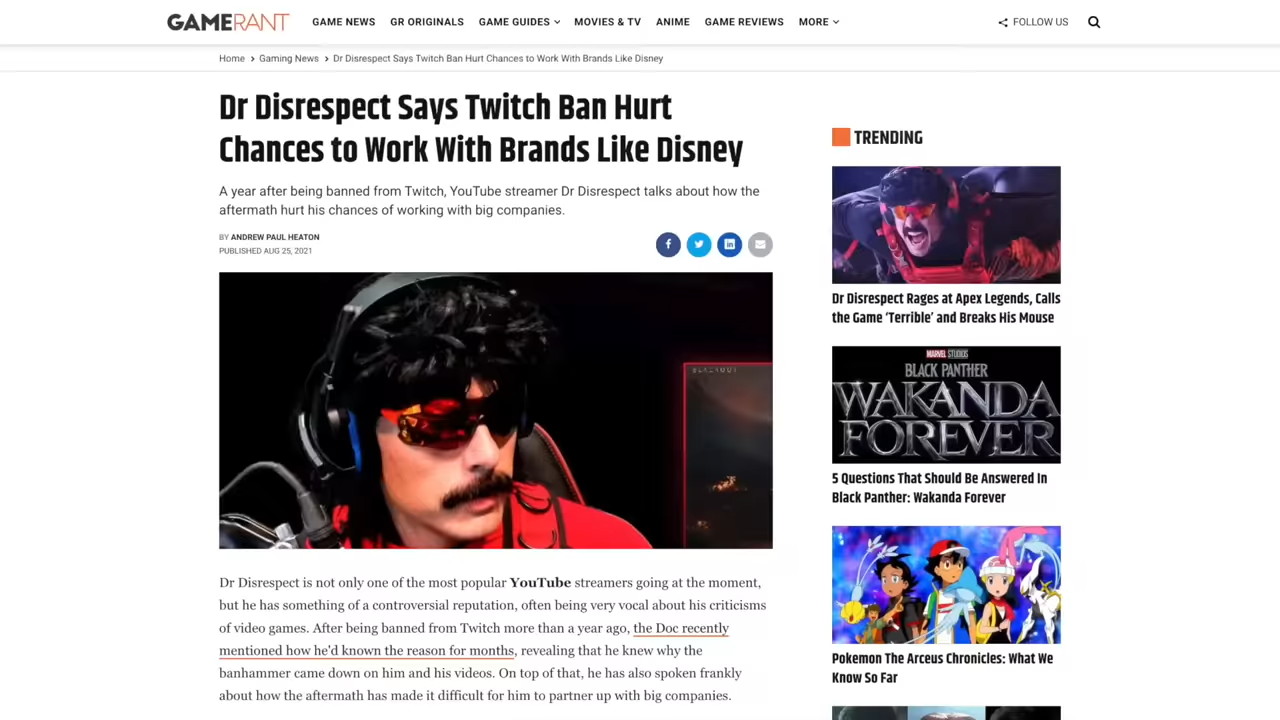 GAMERANT
GAME NEWS GR ORIGINALS GAME GUIDES MOVIES & TV ANIME GAME REVIEWS MORE FOLLOW US
Home > Gaming News > Dr Disrespect Says Twitch Ban Hurt Chances to Work With Brands Like Disney
Dr Disrespect Says Twitch Ban Hurt
Chances to Work With Brands Like Disney
A year after being banned from Twitch, YouTube streamer Dr Disrespect talks about how the
aftermath hurt his chances of working with big companies.
BY ANDREW PAUL HEATON
PUBLISHED AUG 25, 2021
Dr Disrespect is not only one of the most popular YouTube streamers going at the moment,
but he has something of a controversial reputation, often being very vocal about his criticisms
of video games. After being banned from Twitch more than a year ago, the Doc recently
mentioned how he'd known the reason for months, revealing that he knew why the
banhammer came down on him and his videos. On top of that, he has also spoken frankly
about how the aftermath has made it difficult for him to partner up with big companies.
TRENDING
Dr Disrespect Rages at Apex Legends, Calls
the Game ‘Terrible’ and Breaks His Mouse
MARVEL STUDIOS
BLACK PANTHER
WAKANDA
FOREVER
5 Questions That Should Be Answered In
Black Panther: Wakanda Forever
Pokemon The Arceus Chronicles: What We
Know So Far